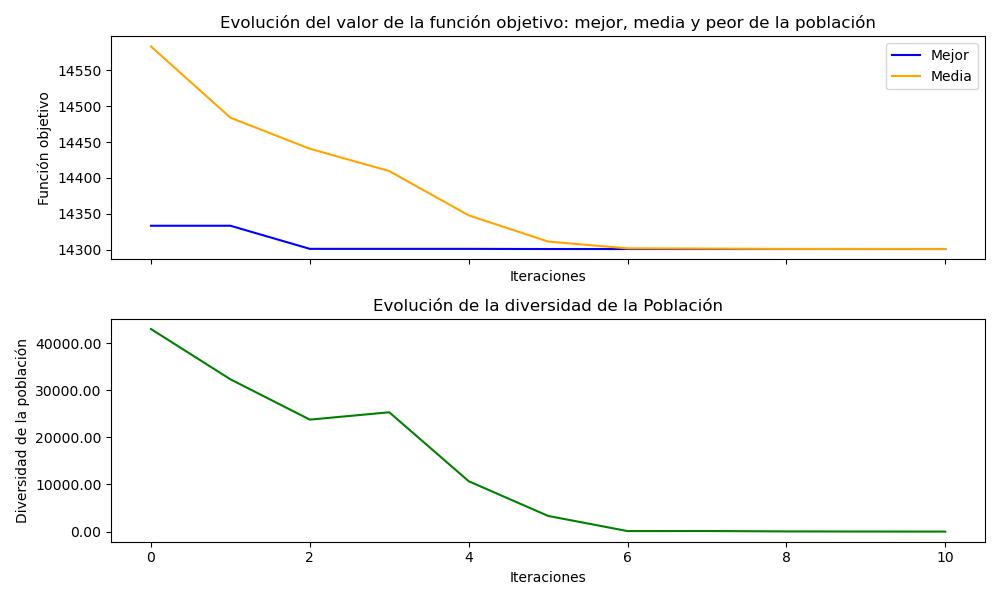 Evolución del valor de la función objetivo: mejor, media y peor de la población
Mejor
Media
Función objetivo
14550
14500
14450
14400
14350
14300
Iteraciones
Evolución de la diversidad de la Población
Diversidad de la población
40000.00
30000.00
20000.00
10000.00
0.00
0 2 4 6 8 10
Iteraciones